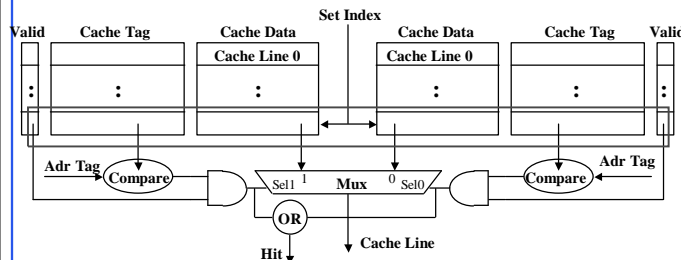 Set Index
Valid Cache Tag Cache Data Cache Data Cache Tag Valid
Cache Line 0 Cache Line 0
: : : : : :
Adr Tag Compare Sel1 1 Mux 0 Sel0 Compare Adr Tag
OR
Hit Cache Line